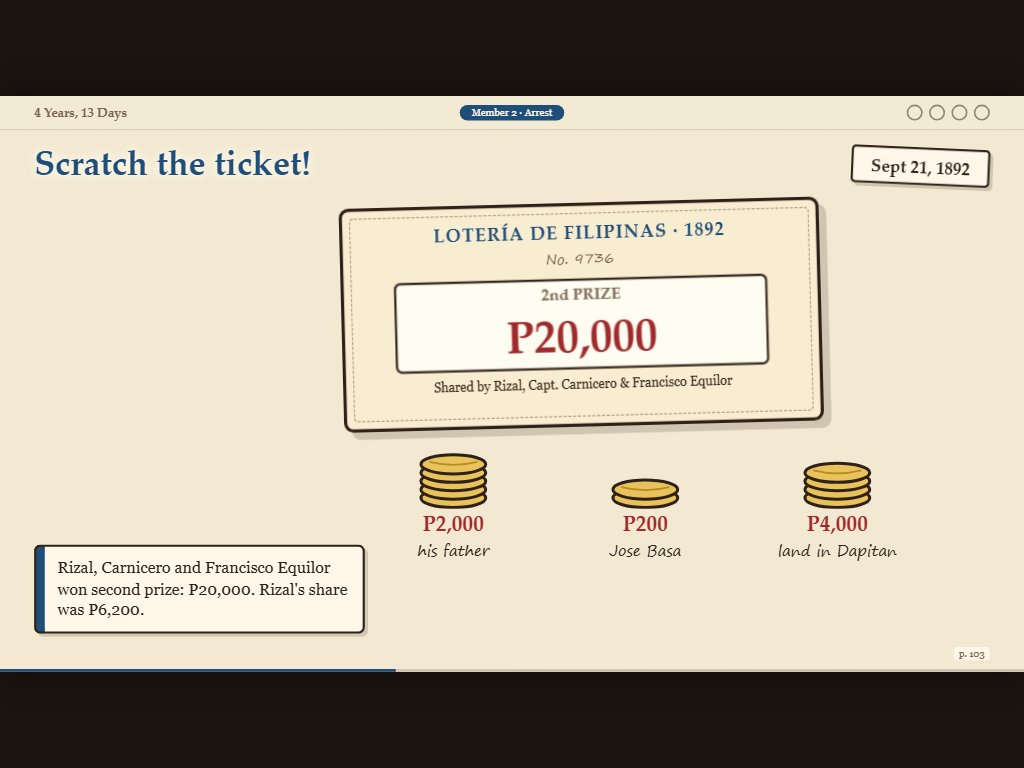 4 Years, 13 Days
Member 2 · Arrest
Scratch the ticket!
Sept 21, 1892
LOTERÍA DE FILIPINAS · 1892
No. 9736
2nd PRIZE
P20,000
Shared by Rizal, Capt. Carnicero & Francisco Equilor
P2,000
his father
P200
Jose Basa
P4,000
land in Dapitan
Rizal, Carnicero and Francisco Equilor
won second prize: P20,000. Rizal's share
was P6,200.
p. 103